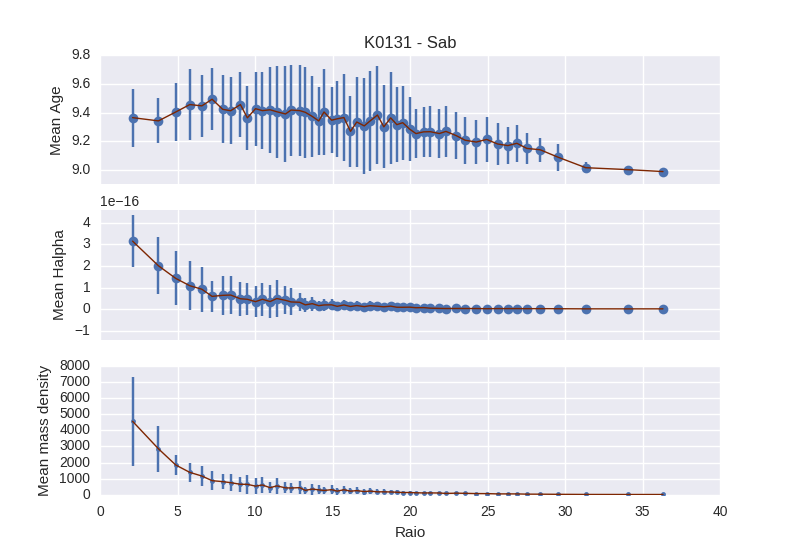 K0131 - Sab
9.8
9.6
9.4
9.2
9.0
Mean Age
1e−16
4
3
2
1
0
−1
Mean Halpha
8000
7000
6000
5000
4000
3000
2000
1000
0
Mean mass density
0 5 10 15 20 25 30 35 40
Raio